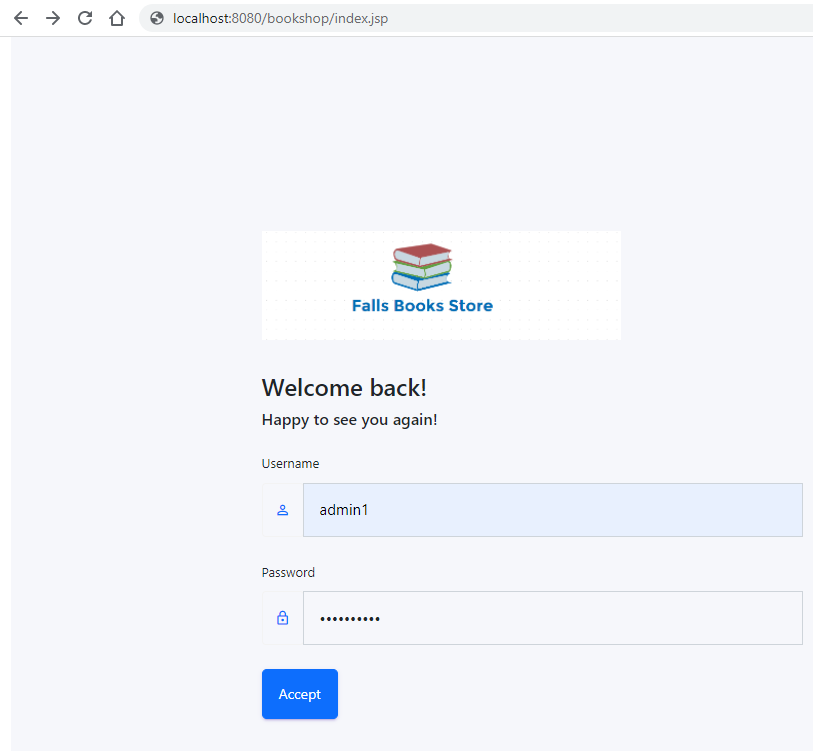 localhost:8080/bookshop/index.jsp
Falls Books Store
Welcome back!
Happy to see you again!
Username
admin1
Password
••••••••••
Accept